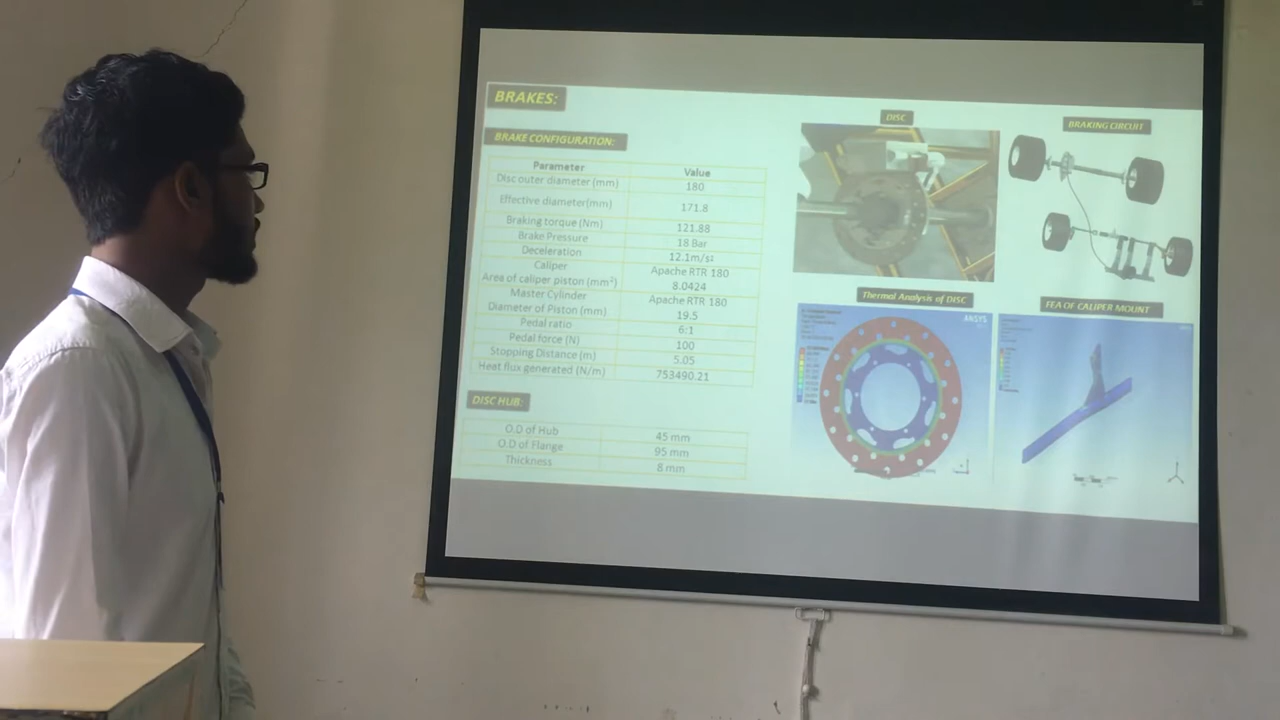 BRAKES:
BRAKE CONFIGURATION:
Parameter Value
Disc outer diameter (mm) 180
Effective diameter(mm) 171.8
Braking torque (Nm) 121.88
Brake Pressure 18 Bar
Deceleration 12.1m/s²
Caliper Apache RTR 180
Area of caliper piston (mm²) 8.0424
Master Cylinder Apache RTR 180
Diameter of Piston (mm) 19.5
Pedal ratio 6:1
Pedal force (N) 100
Stopping Distance (m) 5.05
Heat flux generated (N/m) 753490.21
DISC HUB:
O.D of Hub 45 mm
O.D of Flange 95 mm
Thickness 8 mm
DISC
BRAKING CIRCUIT
Thermal Analysis of DISC
ANSYS
FEA OF CALIPER MOUNT